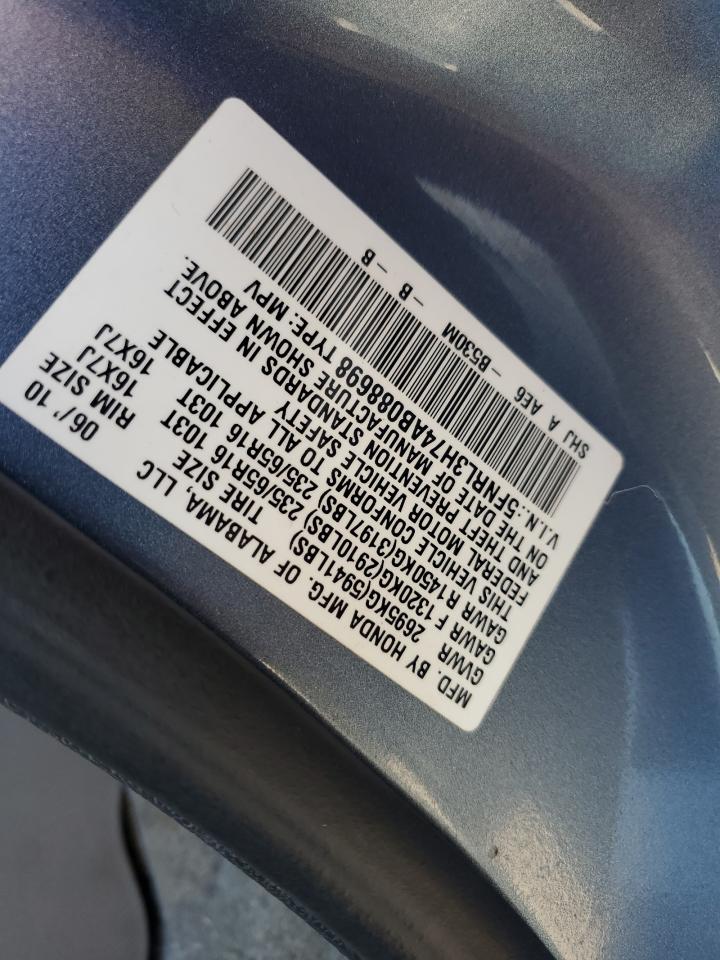 MFD. BY HONDA MFG. OF ALABAMA, LLC 06/'10
GVWR 2695KG(5941LBS) TIRE SIZE RIM SIZE
GAWR F 1320KG(2910LBS) 235/65R16 103T 16X7J
GAWR R1450KG(3197LBS) 235/65R16 103T 16X7J
THIS VEHICLE CONFORMS TO ALL APPLICABLE
FEDERAL MOTOR VEHICLE SAFETY
AND THEFT PREVENTION STANDARDS IN EFFECT
ON THE DATE OF MANUFACTURE SHOWN ABOVE.
V.I.N.:5FNRL3H74AB088698 TYPE: MPV
SHJ A AE6 -B530M - B - B